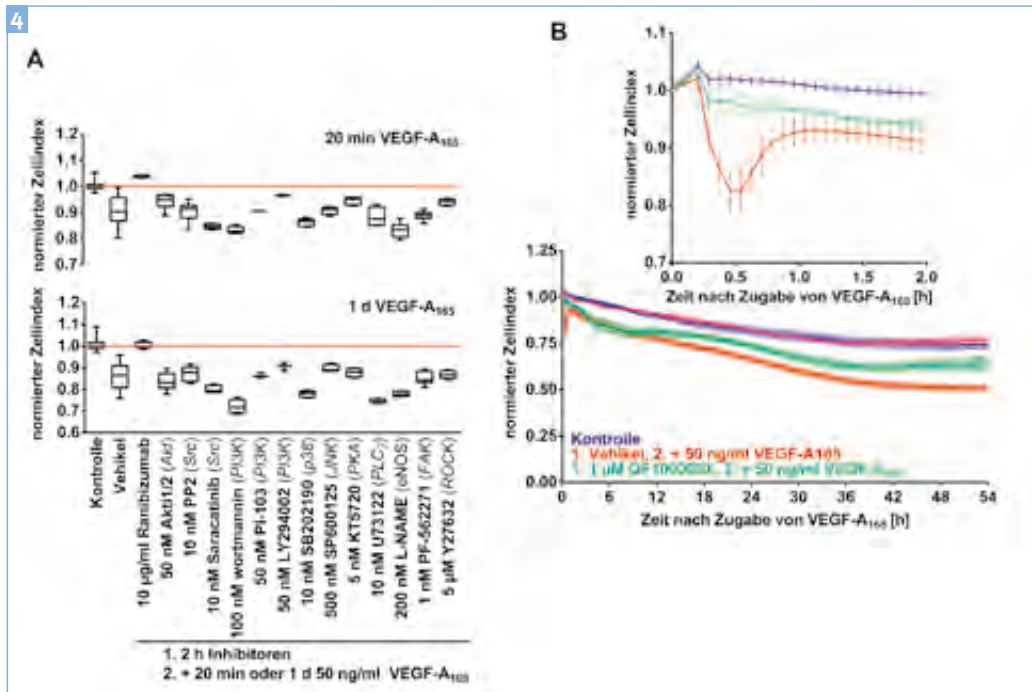 4
A
20 min VEGF-A₁₆₅
normierter Zellindex
1.2
1.1
1.0
0.9
0.8
0.7
1 d VEGF-A₁₆₅
normierter Zellindex
1.2
1.1
1.0
0.9
0.8
0.7
0.6
Kontrolle
Vehikel
10 µg/ml Ranibizumab
50 nM Akti1/2 (Akt)
10 nM PP2 (Src)
10 nM Saracatinib (Src)
100 nM wortmannin (PI3K)
50 nM PI-103 (PI3K)
50 nM LY294002 (PI3K)
10 nM SB202190 (p38)
500 nM SP600125 (JNK)
5 nM KT5720 (PKA)
10 nM U73122 (PLCγ)
200 nM L-NAME (eNOS)
1 nM PF-562271 (FAK)
5 µM Y27632 (ROCK)
1. 2 h Inhibitoren
2. + 20 min oder 1 d 50 ng/ml VEGF-A₁₆₅
B
normierter Zellindex
1.1
1.0
0.9
0.8
0.7
0.0
0.5
1.0
1.5
2.0
Zeit nach Zugabe von VEGF-A₁₆₅ [h]
normierter Zellindex
1.25
1.00
0.75
0.50
0.25
0.00
Kontrolle
1. Vehikel, 2. + 50 ng/ml VEGF-A165
1 µM 2. + 50 ng/ml
0
6
12
18
24
30
36
42
48
54
Zeit nach Zugabe von VEGF-A₁₆₅ [h]